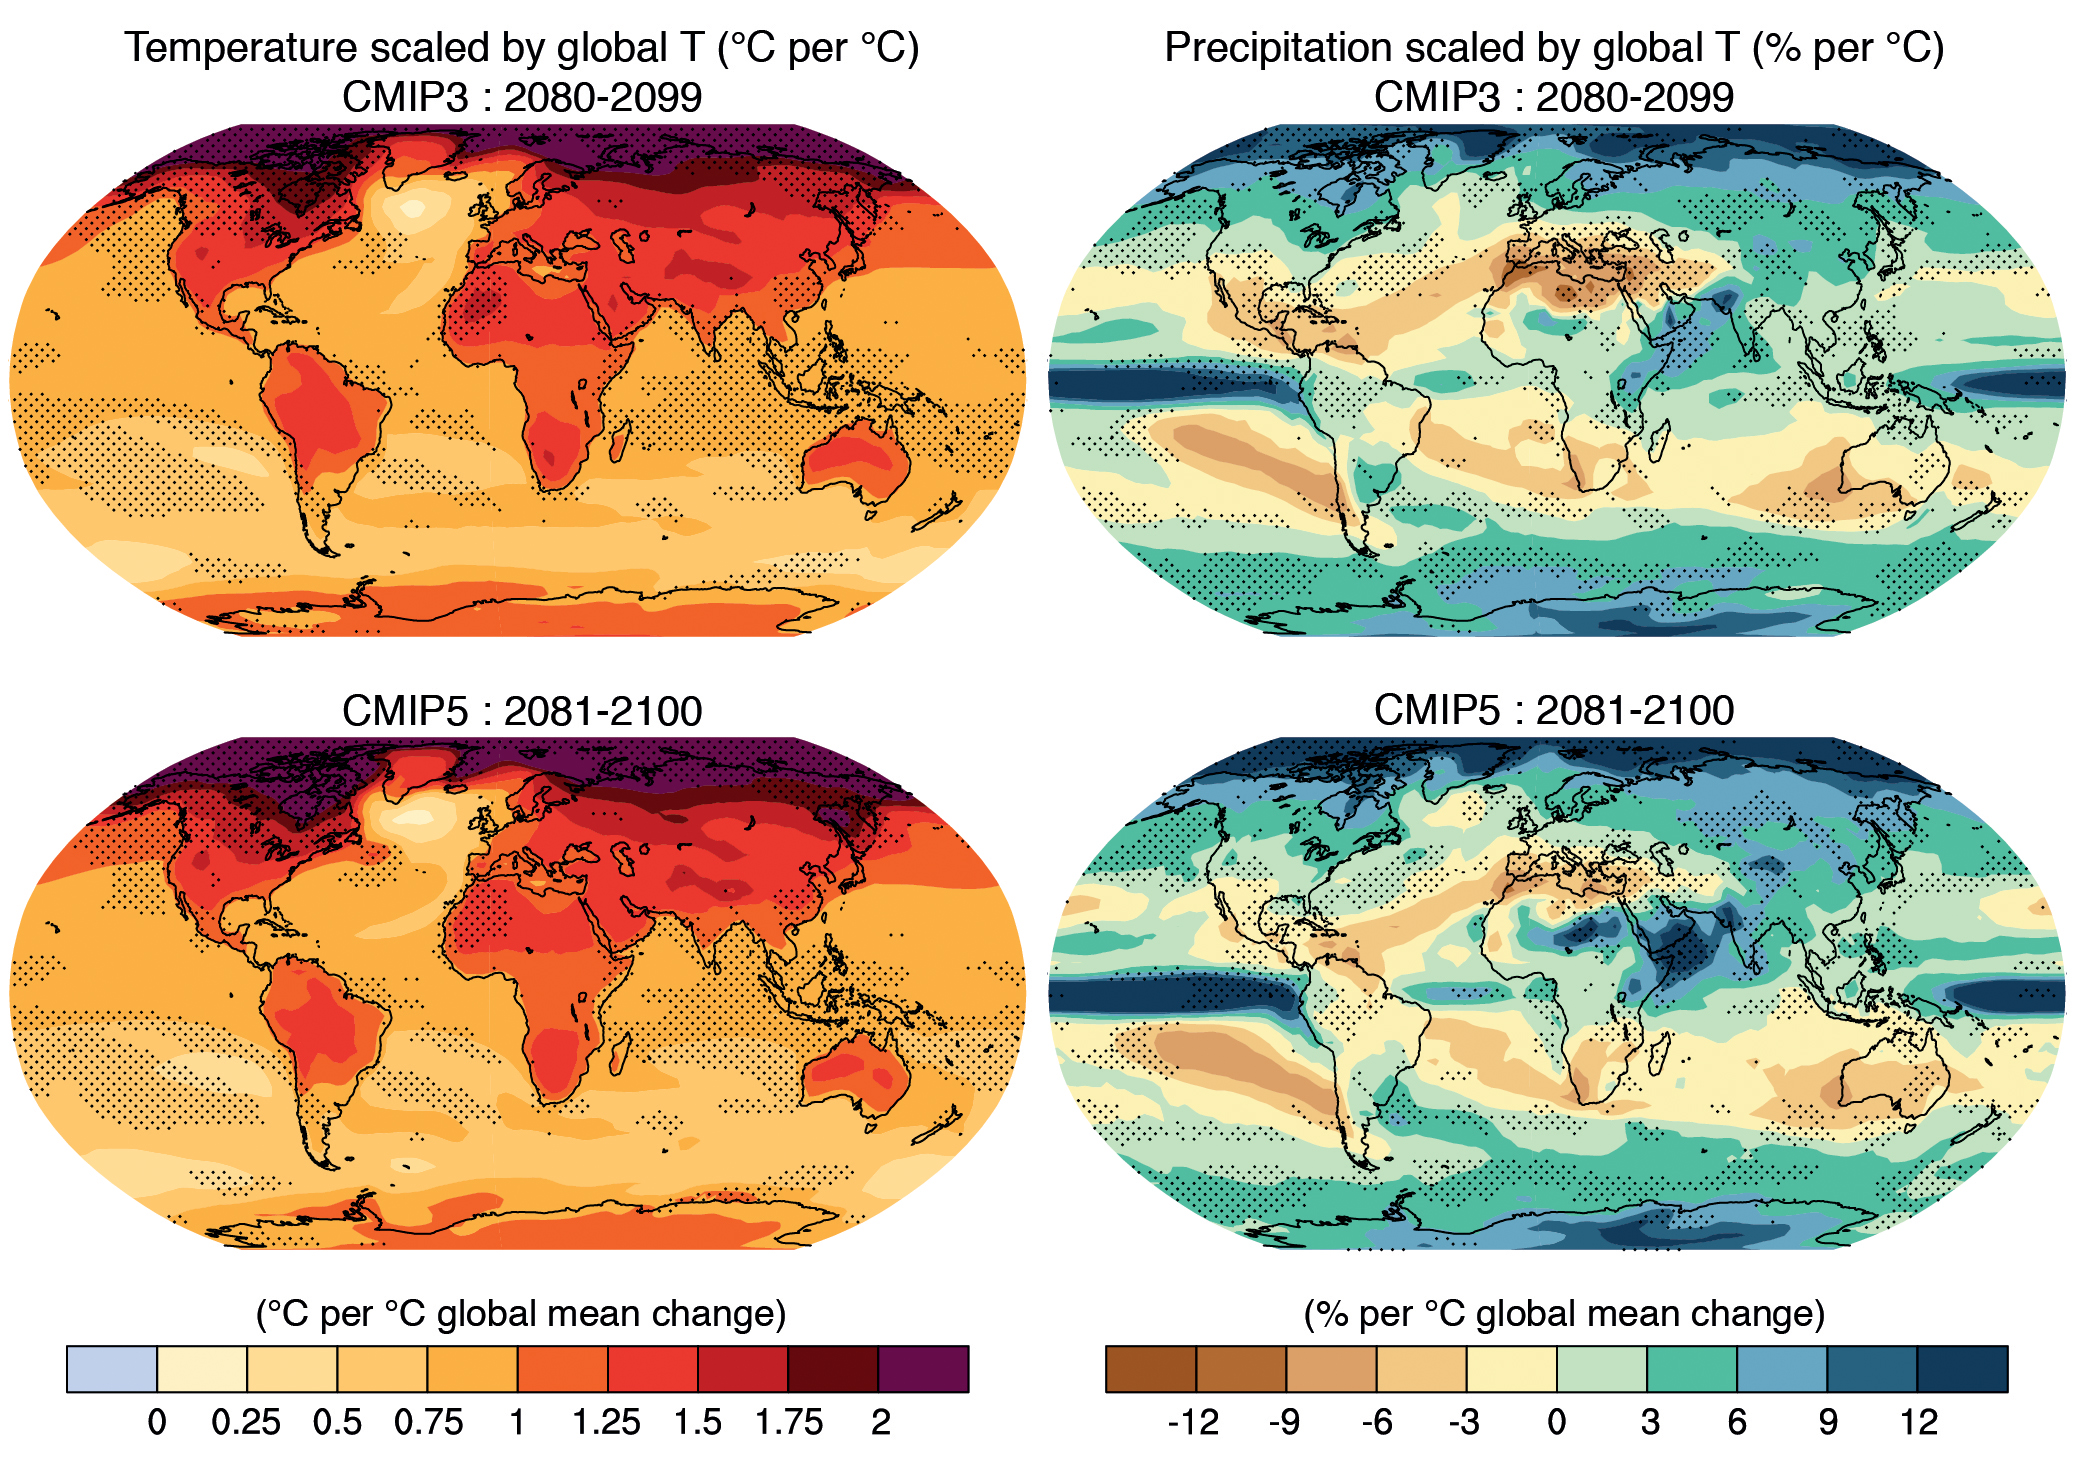 Temperature scaled by global T (°C per °C)
CMIP3 : 2080-2099
Precipitation scaled by global T (% per °C)
CMIP3 : 2080-2099
CMIP5 : 2081-2100
CMIP5 : 2081-2100
(°C per °C global mean change)
0 0.25 0.5 0.75 1 1.25 1.5 1.75 2
(% per °C global mean change)
-12 -9 -6 -3 0 3 6 9 12